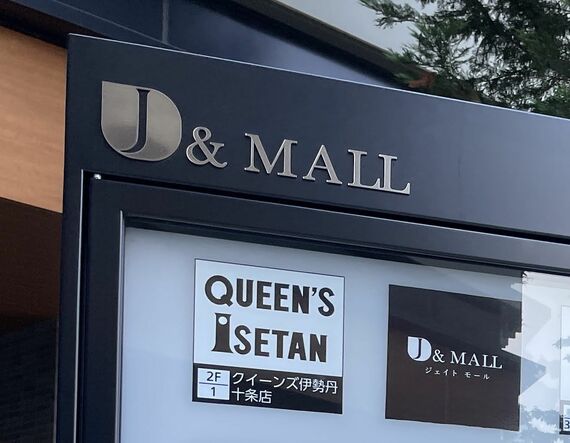 J & MALL
QUEEN'S
ISETAN
2F
1
クイーンズ伊勢丹
十条店
J & MALL
ジェイト モール